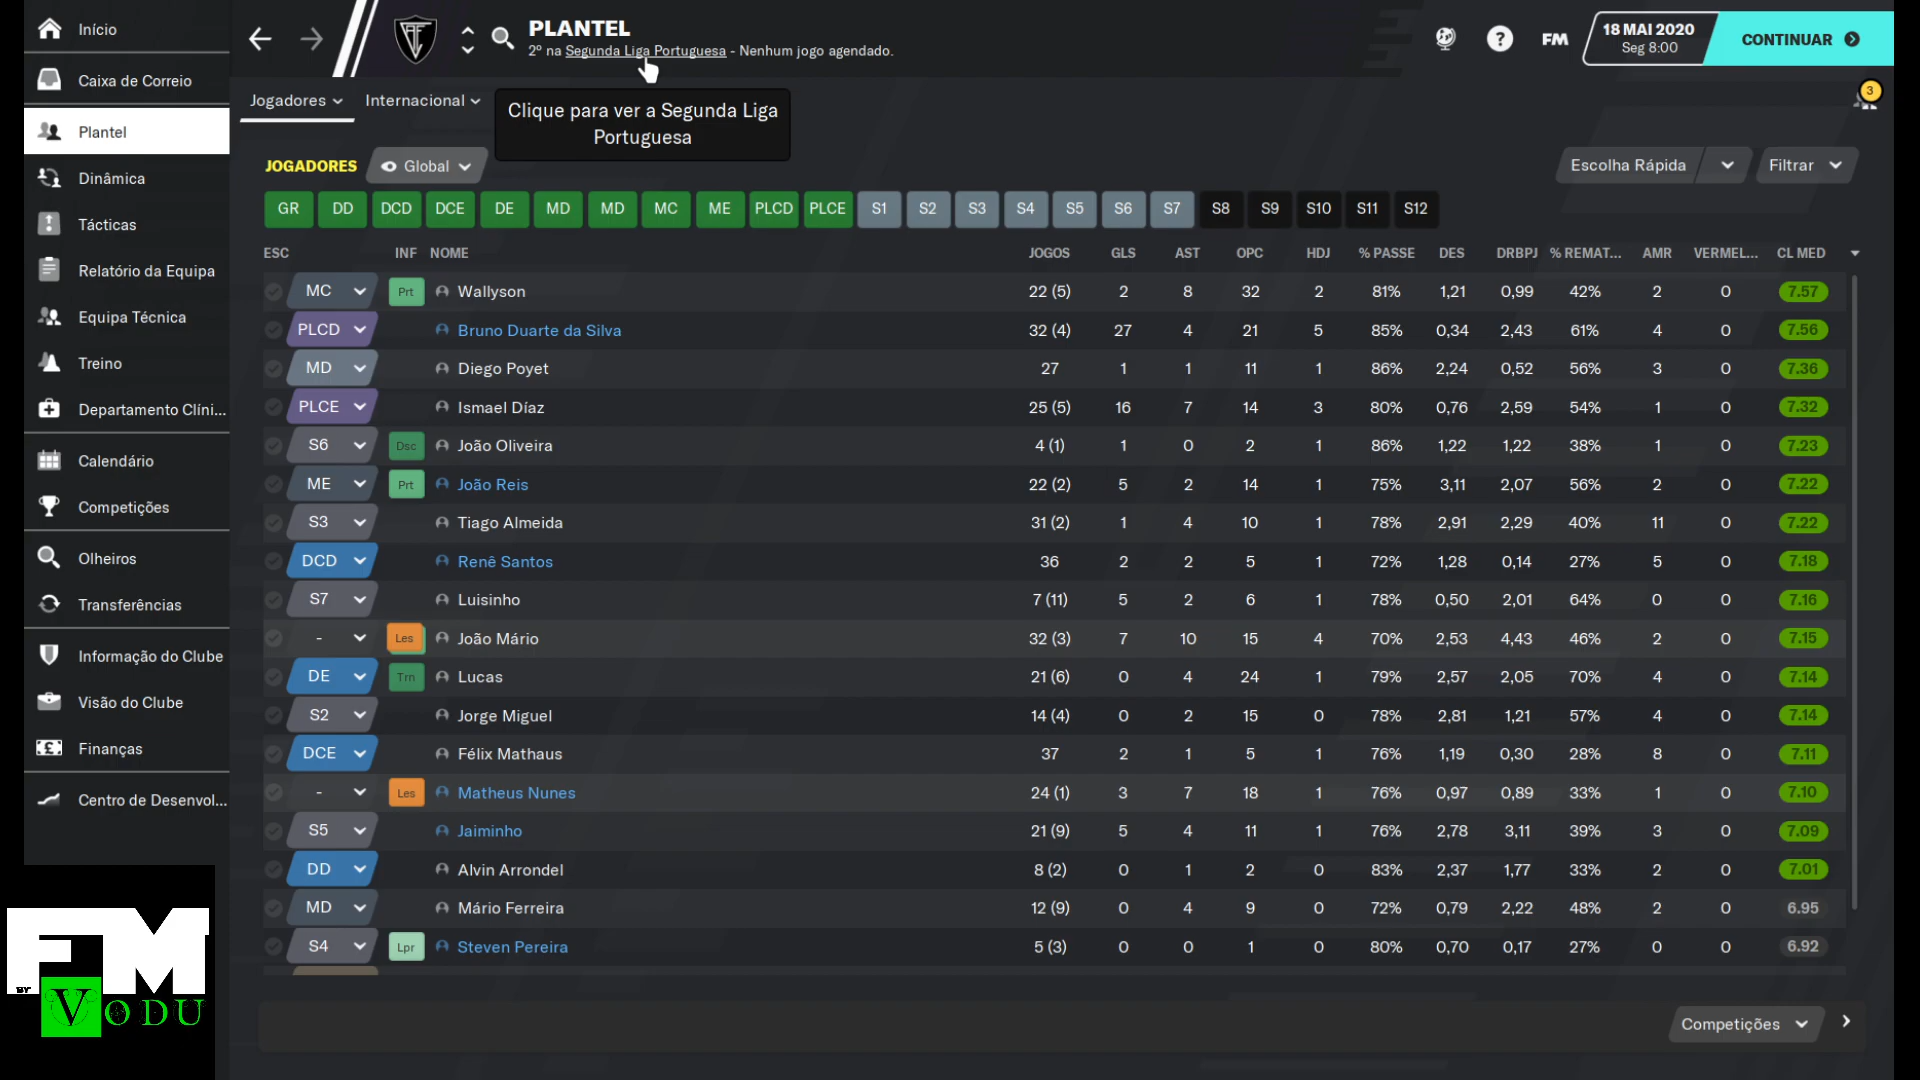 Início
Caixa de Correio
Plantel
Dinâmica
Tácticas
Relatório da Equipa
Equipa Técnica
Treino
Departamento Clíni...
Calendário
Competições
Olheiros
Transferências
Informação do Clube
Visão do Clube
Finanças
Centro de Desenvol...
FM
BY
VODU
PLANTEL
2º na Segunda Liga Portuguesa - Nenhum jogo agendado.
FM
18 MAI 2020
Seg 8:00
CONTINUAR
Jogadores Internacional
3
Clique para ver a Segunda Liga
Portuguesa
JOGADORES Global
Escolha Rápida Filtrar
GR DD DCD DCE DE MD MD MC ME PLCD PLCE S1 S2 S3 S4 S5 S6 S7 S8 S9 S10 S11 S12
ESC INF NOME JOGOS GLS AST OPC HDJ % PASSE DES DRBPJ % REMAT... AMR VERMEL... CL MED
MC Prt Wallyson 22 (5) 2 8 32 2 81% 1,21 0,99 42% 2 0 7.57
PLCD Bruno Duarte da Silva 32 (4) 27 4 21 5 85% 0,34 2,43 61% 4 0 7.56
MD Diego Poyet 27 1 1 11 1 86% 2,24 0,52 56% 3 0 7.36
PLCE Ismael Díaz 25 (5) 16 7 14 3 80% 0,76 2,59 54% 1 0 7.32
S6 Dsc João Oliveira 4 (1) 1 0 2 1 86% 1,22 1,22 38% 1 0 7.23
ME Prt João Reis 22 (2) 5 2 14 1 75% 3,11 2,07 56% 2 0 7.22
S3 Tiago Almeida 31 (2) 1 4 10 1 78% 2,91 2,29 40% 11 0 7.22
DCD Renê Santos 36 2 2 5 1 72% 1,28 0,14 27% 5 0 7.18
S7 Luisinho 7 (11) 5 2 6 1 78% 0,50 2,01 64% 0 0 7.16
- Les João Mário 32 (3) 7 10 15 4 70% 2,53 4,43 46% 2 0 7.15
DE Trn Lucas 21 (6) 0 4 24 1 79% 2,57 2,05 70% 4 0 7.14
S2 Jorge Miguel 14 (4) 0 2 15 0 78% 2,81 1,21 57% 4 0 7.14
DCE Félix Mathaus 37 2 1 5 1 76% 1,19 0,30 28% 8 0 7.11
- Les Matheus Nunes 24 (1) 3 7 18 1 76% 0,97 0,89 33% 1 0 7.10
S5 Jaiminho 21 (9) 5 4 11 1 76% 2,78 3,11 39% 3 0 7.09
DD Alvin Arrondel 8 (2) 0 1 2 0 83% 2,37 1,77 33% 2 0 7.01
MD Mário Ferreira 12 (9) 0 4 9 0 72% 0,79 2,22 48% 2 0 6.95
S4 Lpr Steven Pereira 5 (3) 0 0 1 0 80% 0,70 0,17 27% 0 0 6.92
Competições